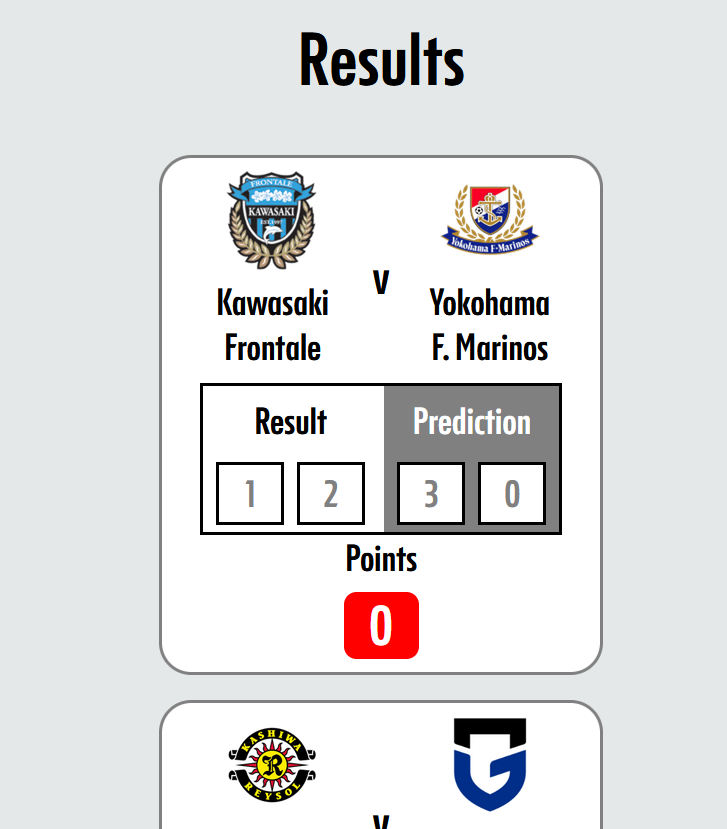 Results
FRONTALE
KAWASAKI
Yokohama F·Marinos
v
Kawasaki
Frontale
Yokohama
F. Marinos
Result
Prediction
1 2
3 0
Points
0
KASHIWA
R
REYSOL
G
v